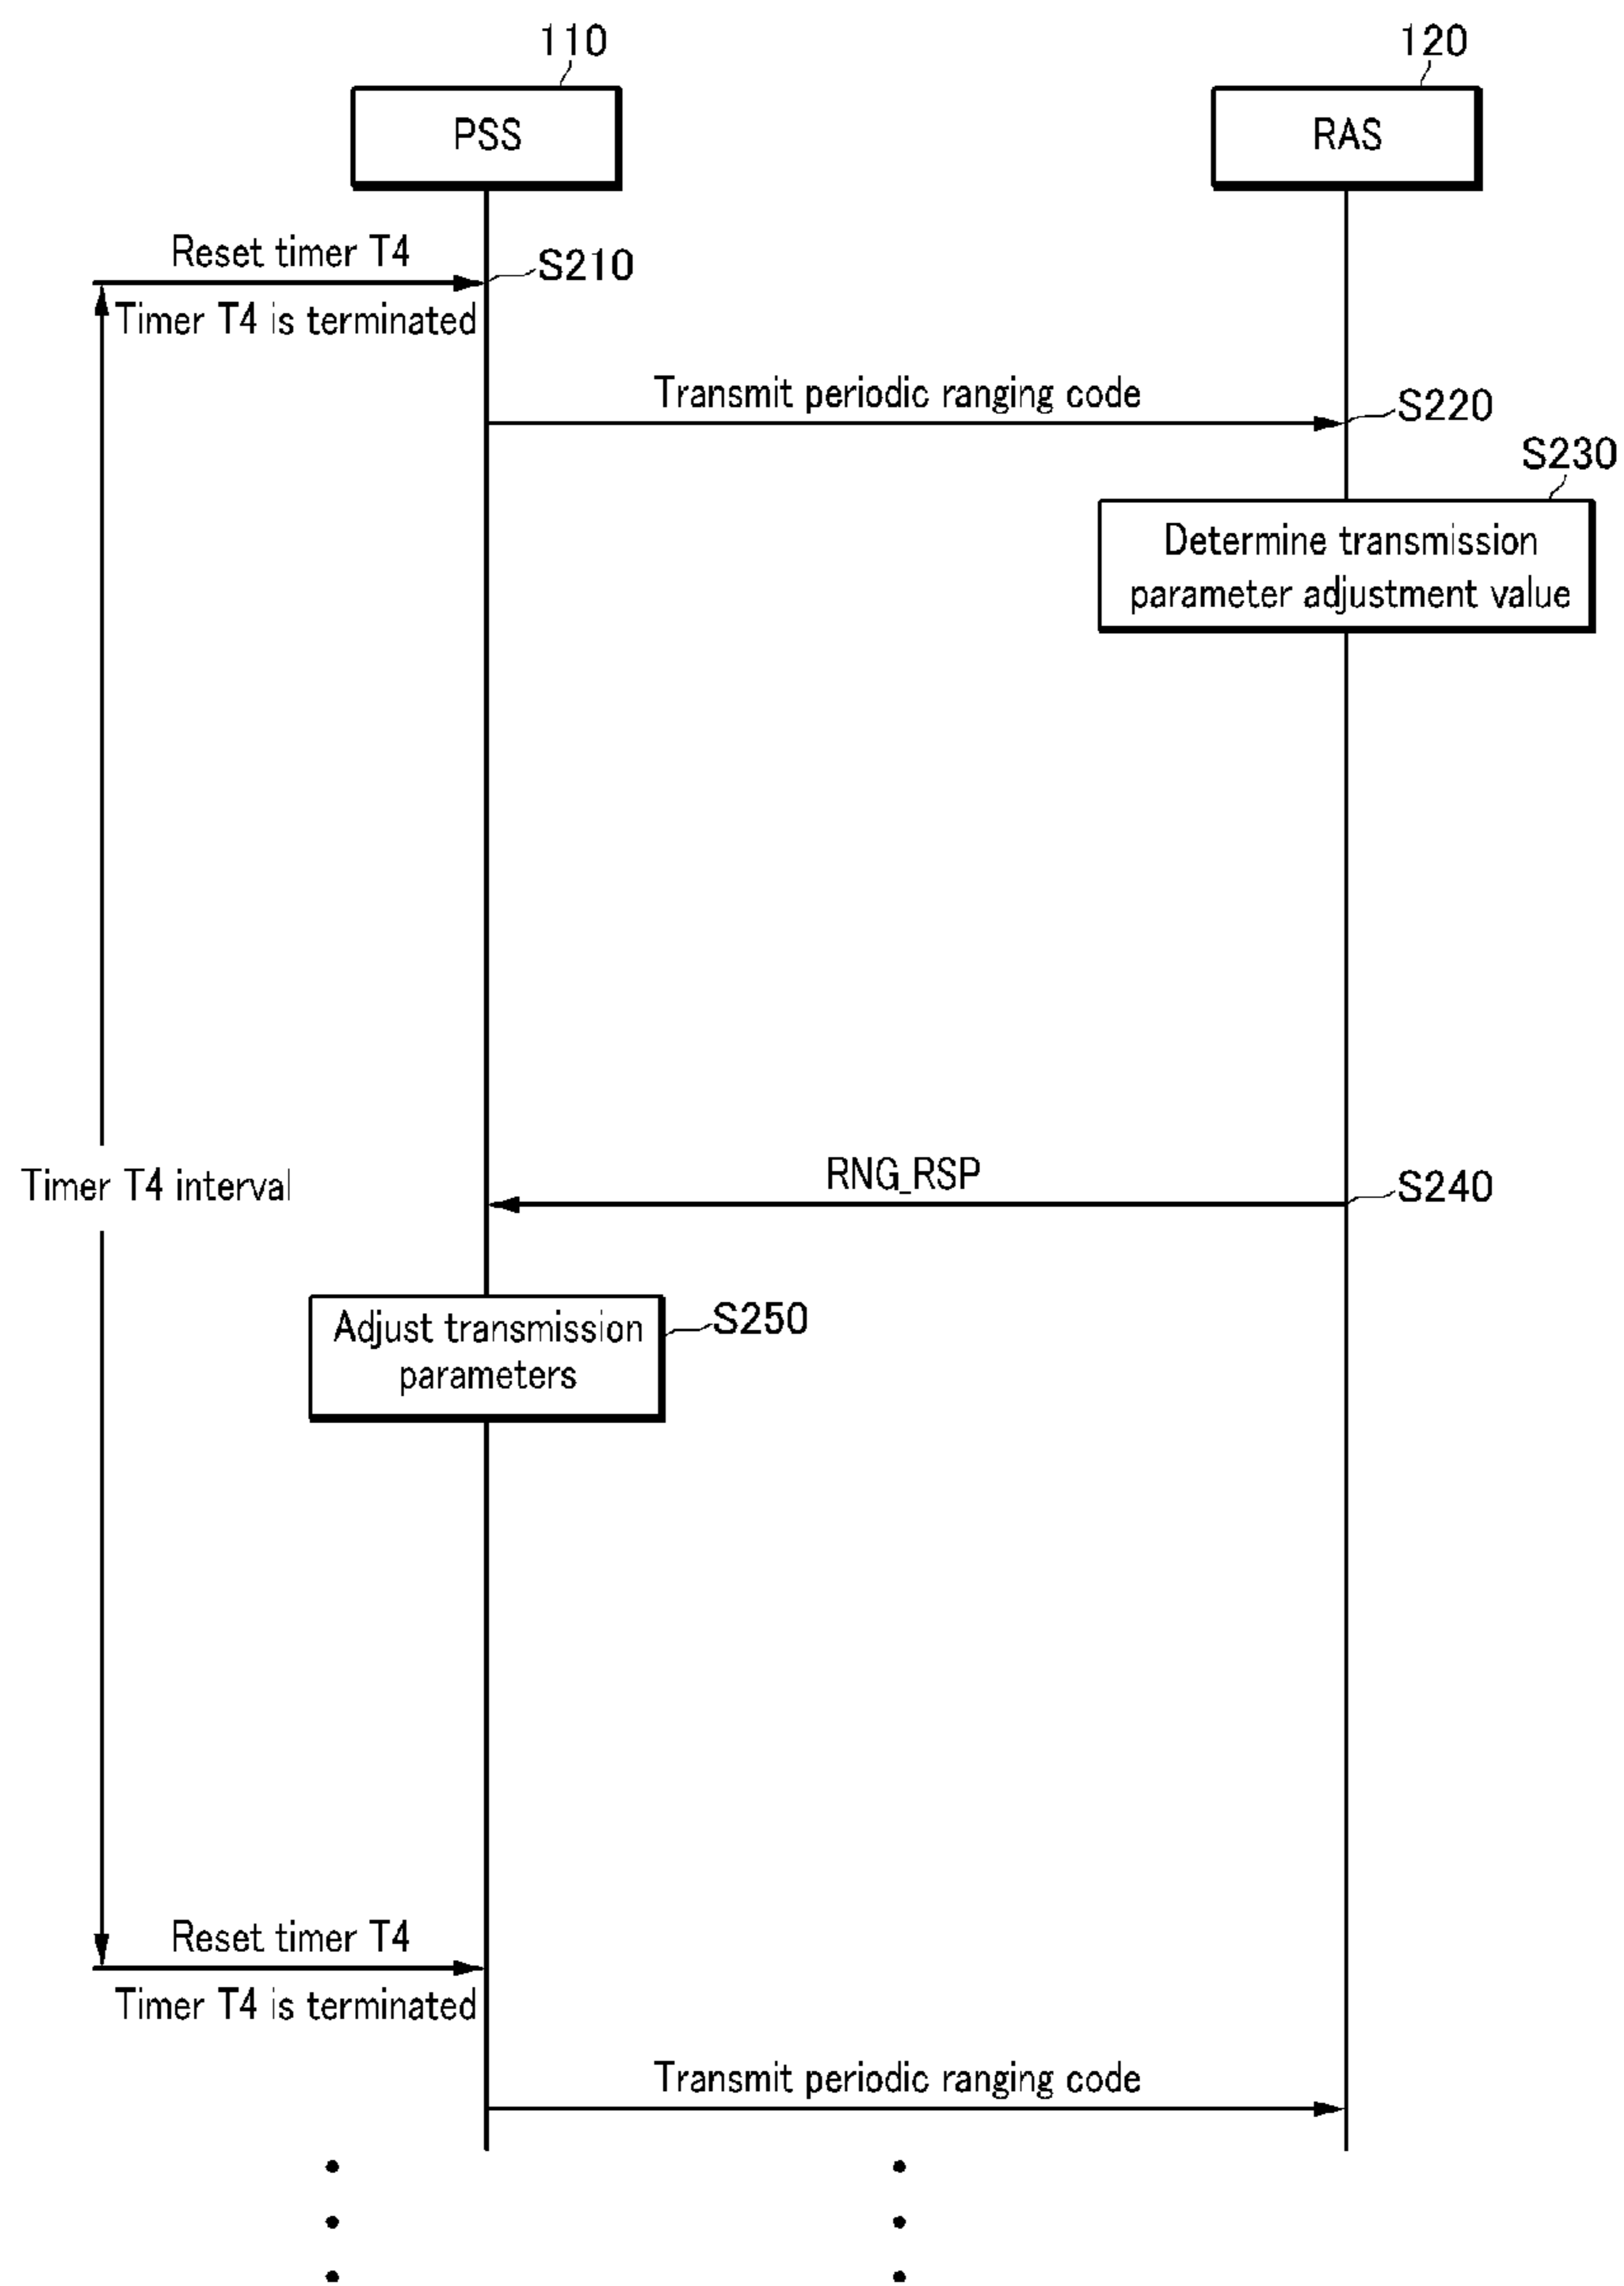 110
120
PSS
RAS
Reset timer T4
S210
Timer T4 is terminated
Transmit periodic ranging code
S220
S230
Determine transmission
parameter adjustment value
RNG_RSP
S240
Timer T4 interval
Adjust transmission
parameters
S250
Reset timer T4
Timer T4 is terminated
Transmit periodic ranging code